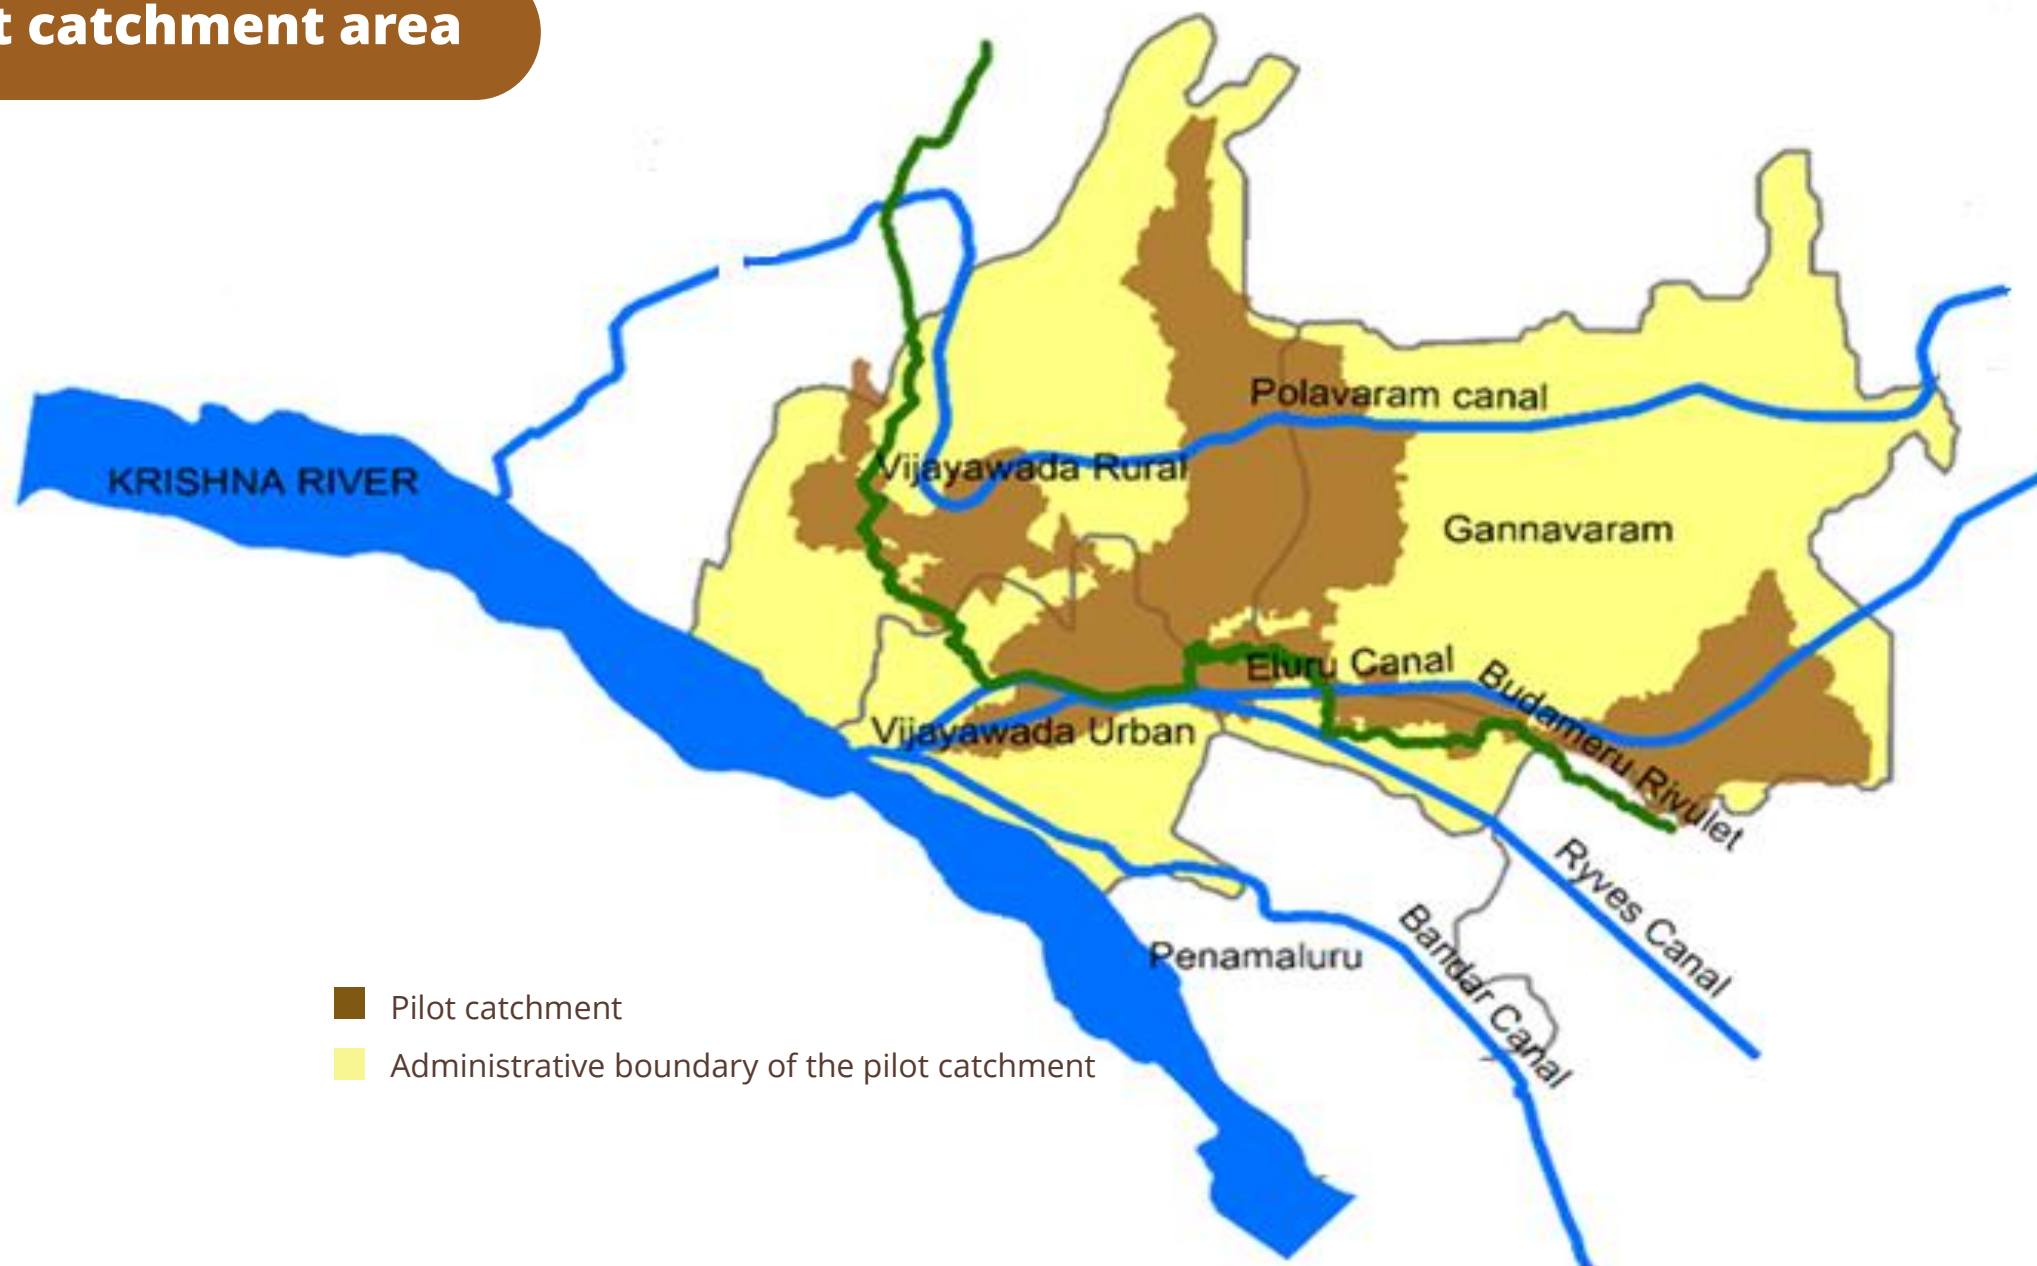 t catchment area
Polavaram canal
KRISHNA RIVER
Vijayawada Rural
Gannavaram
Eluru Canal
Budameru Rivulet
Vijayawada Urban
Ryves Canal
Bandar Canal
Penamaluru
Pilot catchment
Administrative boundary of the pilot catchment